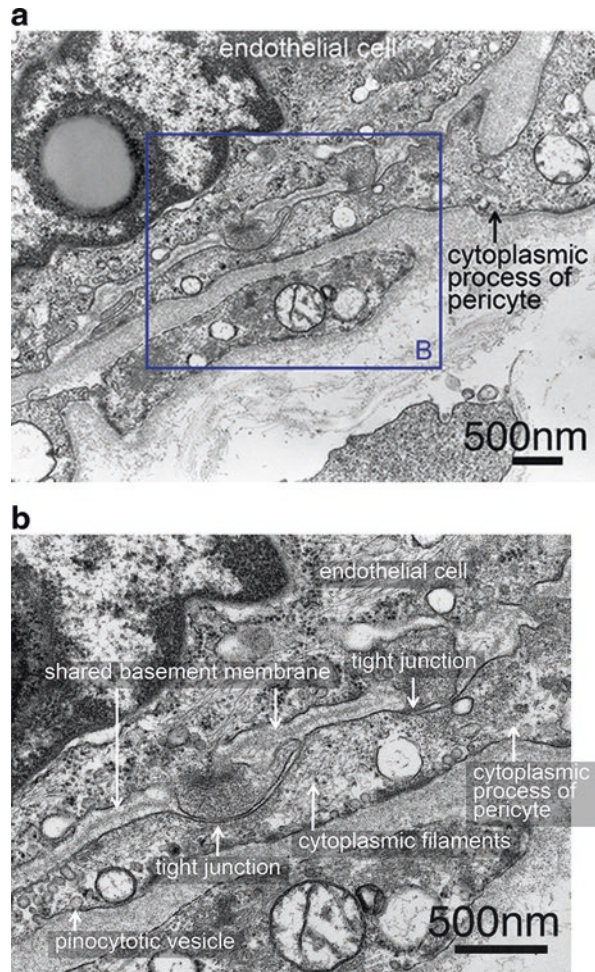 a
endothelial cell
cytoplasmic
process of
pericyte
B
500nm
b
endothelial cell
shared basement membrane
tight junction
cytoplasmic
process of
pericyte
cytoplasmic filaments
tight junction
pinocytotic vesicle
500nm